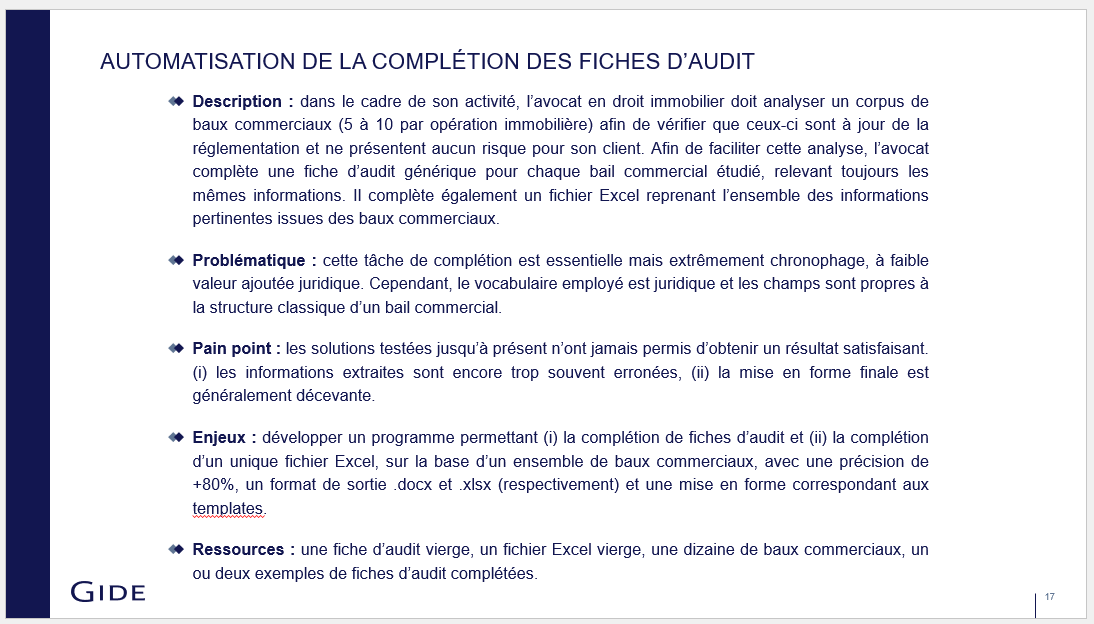 AUTOMATISATION DE LA COMPLÉTION DES FICHES D’AUDIT
Description : dans le cadre de son activité, l’avocat en droit immobilier doit analyser un corpus de
baux commerciaux (5 à 10 par opération immobilière) afin de vérifier que ceux-ci sont à jour de la
réglementation et ne présentent aucun risque pour son client. Afin de faciliter cette analyse, l’avocat
complète une fiche d’audit générique pour chaque bail commercial étudié, relevant toujours les
mêmes informations. Il complète également un fichier Excel reprenant l’ensemble des informations
pertinentes issues des baux commerciaux.
Problématique : cette tâche de complétion est essentielle mais extrêmement chronophage, à faible
valeur ajoutée juridique. Cependant, le vocabulaire employé est juridique et les champs sont propres à
la structure classique d’un bail commercial.
Pain point : les solutions testées jusqu’à présent n’ont jamais permis d’obtenir un résultat satisfaisant.
(i) les informations extraites sont encore trop souvent erronées, (ii) la mise en forme finale est
généralement décevante.
Enjeux : développer un programme permettant (i) la complétion de fiches d’audit et (ii) la complétion
d’un unique fichier Excel, sur la base d’un ensemble de baux commerciaux, avec une précision de
+80%, un format de sortie .docx et .xlsx (respectivement) et une mise en forme correspondant aux
templates.
Ressources : une fiche d’audit vierge, un fichier Excel vierge, une dizaine de baux commerciaux, un
ou deux exemples de fiches d’audit complétées.
GIDE
17